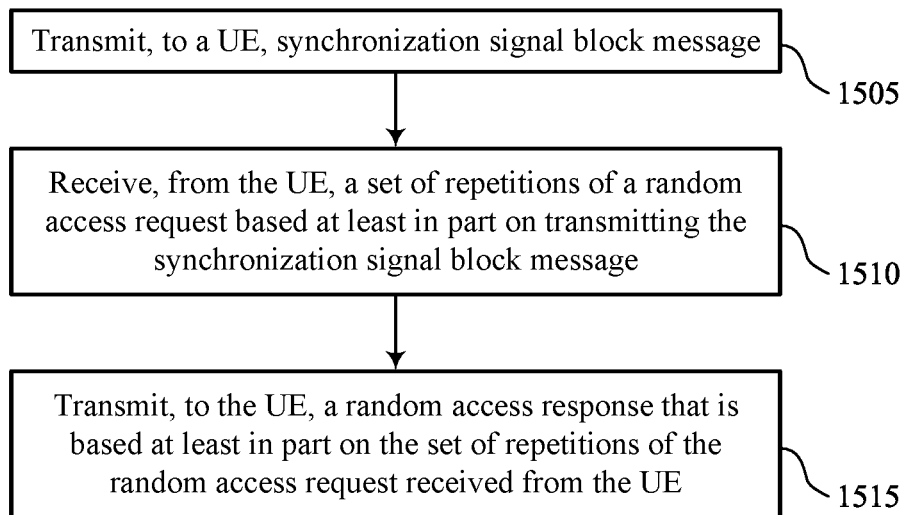 Transmit, to a UE, synchronization signal block message
1505
Receive, from the UE, a set of repetitions of a random
access request based at least in part on transmitting the
synchronization signal block message
1510
Transmit, to the UE, a random access response that is
based at least in part on the set of repetitions of the
random access request received from the UE
1515